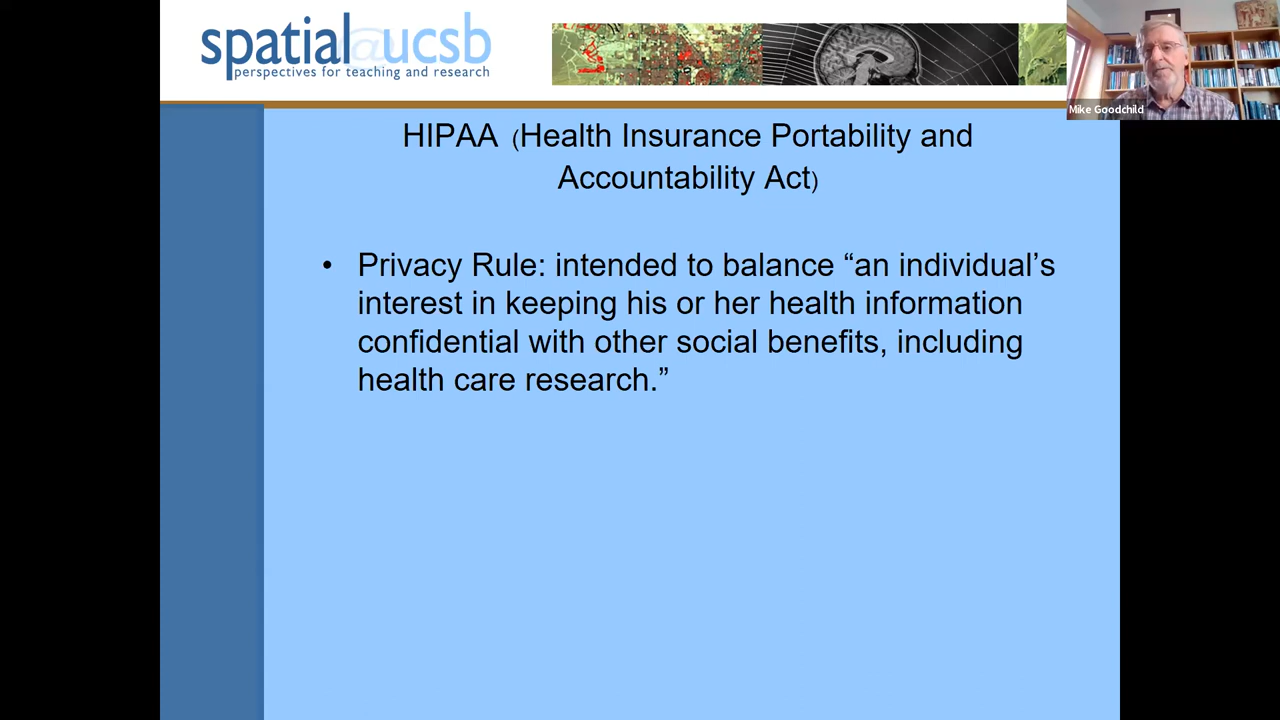 spatial@ucsb
perspectives for teaching and research
Mike Goodchild
HIPAA (Health Insurance Portability and
Accountability Act)
• Privacy Rule: intended to balance “an individual’s
interest in keeping his or her health information
confidential with other social benefits, including
health care research.”